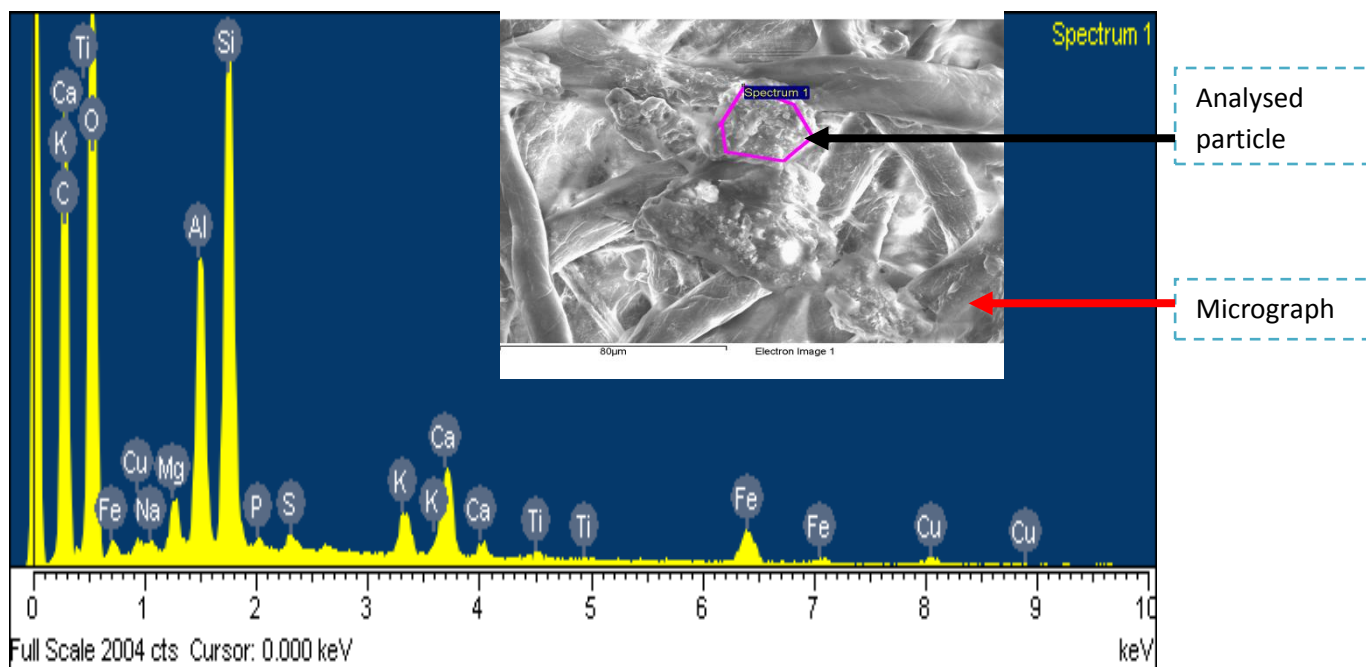 Spectrum 1
Ti
Si
Ca
O
K
C
Al
Cu
Mg
Fe
Na
P
S
K
K
Ca
Ca
Ti
Ti
Fe
Fe
Cu
Cu
Spectrum 1
80µm
Electron Image 1
Analysed
particle
Micrograph
0 1 2 3 4 5 6 7 8 9 10
Full Scale 2004 cts Cursor: 0.000 keV
keV